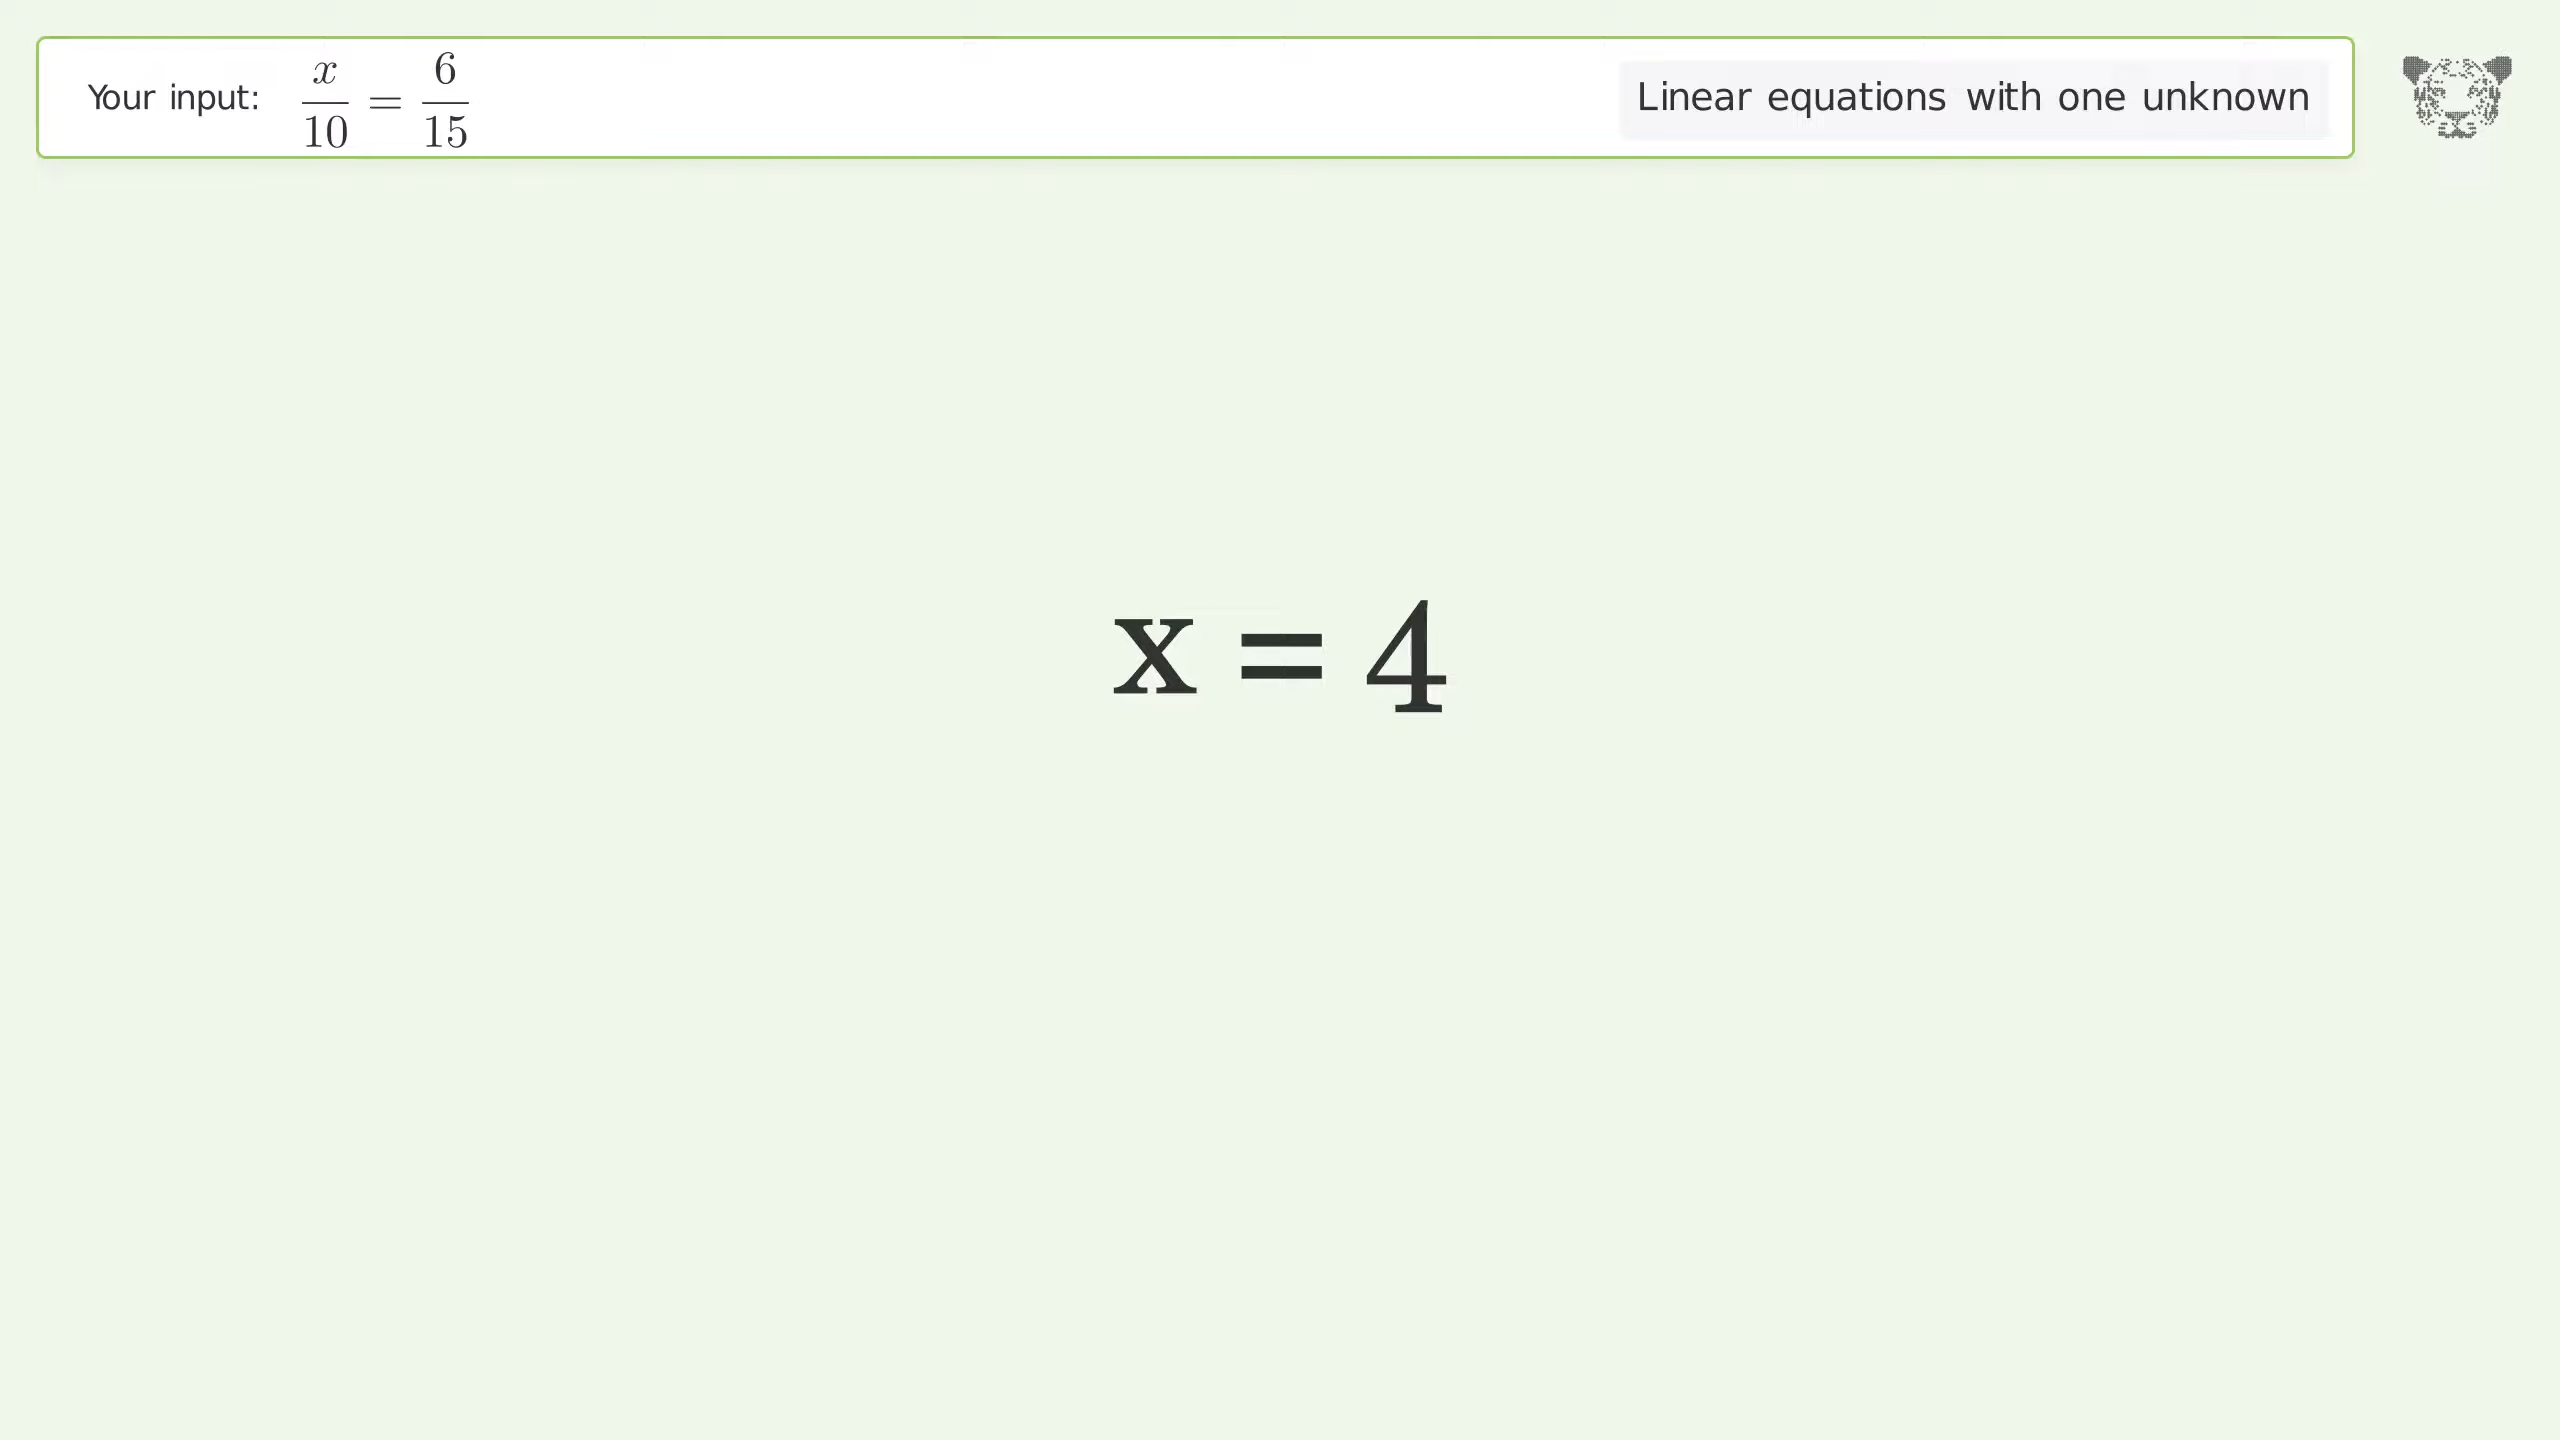 Your input: x/10 = 6/15
Linear equations with one unknown
x = 4